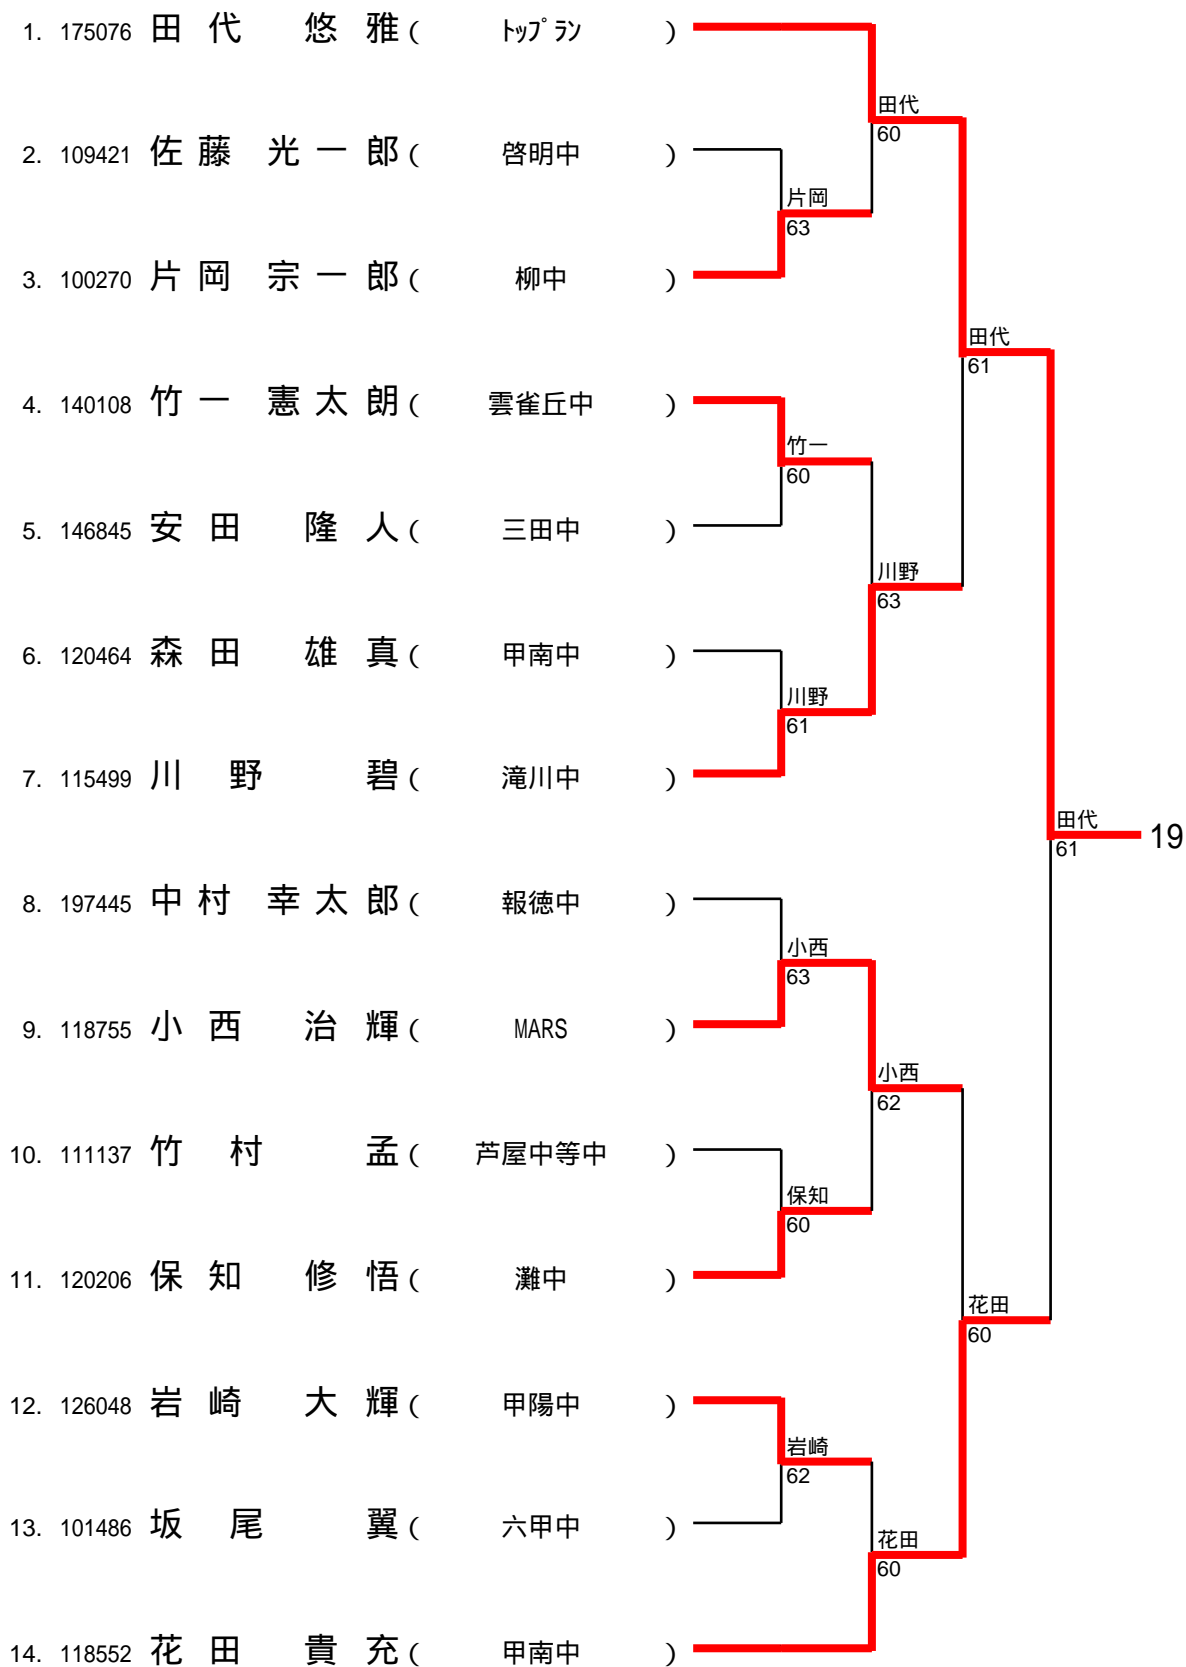 1. 175076 田代 悠雅 ( トップラン )
田代
60
2. 109421 佐藤 光一郎 ( 啓明中 )
片岡
63
3. 100270 片岡 宗一郎 ( 柳中 )
田代
61
4. 140108 竹一 憲太朗 ( 雲雀丘中 )
竹一
60
5. 146845 安田 隆人 ( 三田中 )
川野
63
6. 120464 森田 雄真 ( 甲南中 )
川野
61
7. 115499 川野 碧 ( 滝川中 )
田代
61
19
8. 197445 中村 幸太郎 ( 報徳中 )
小西
63
9. 118755 小西 治輝 ( MARS )
小西
62
10. 111137 竹村 孟 ( 芦屋中等中 )
保知
60
11. 120206 保知 修悟 ( 灘中 )
花田
60
12. 126048 岩崎 大輝 ( 甲陽中 )
岩崎
62
13. 101486 坂尾 翼 ( 六甲中 )
花田
60
14. 118552 花田 貴充 ( 甲南中 )